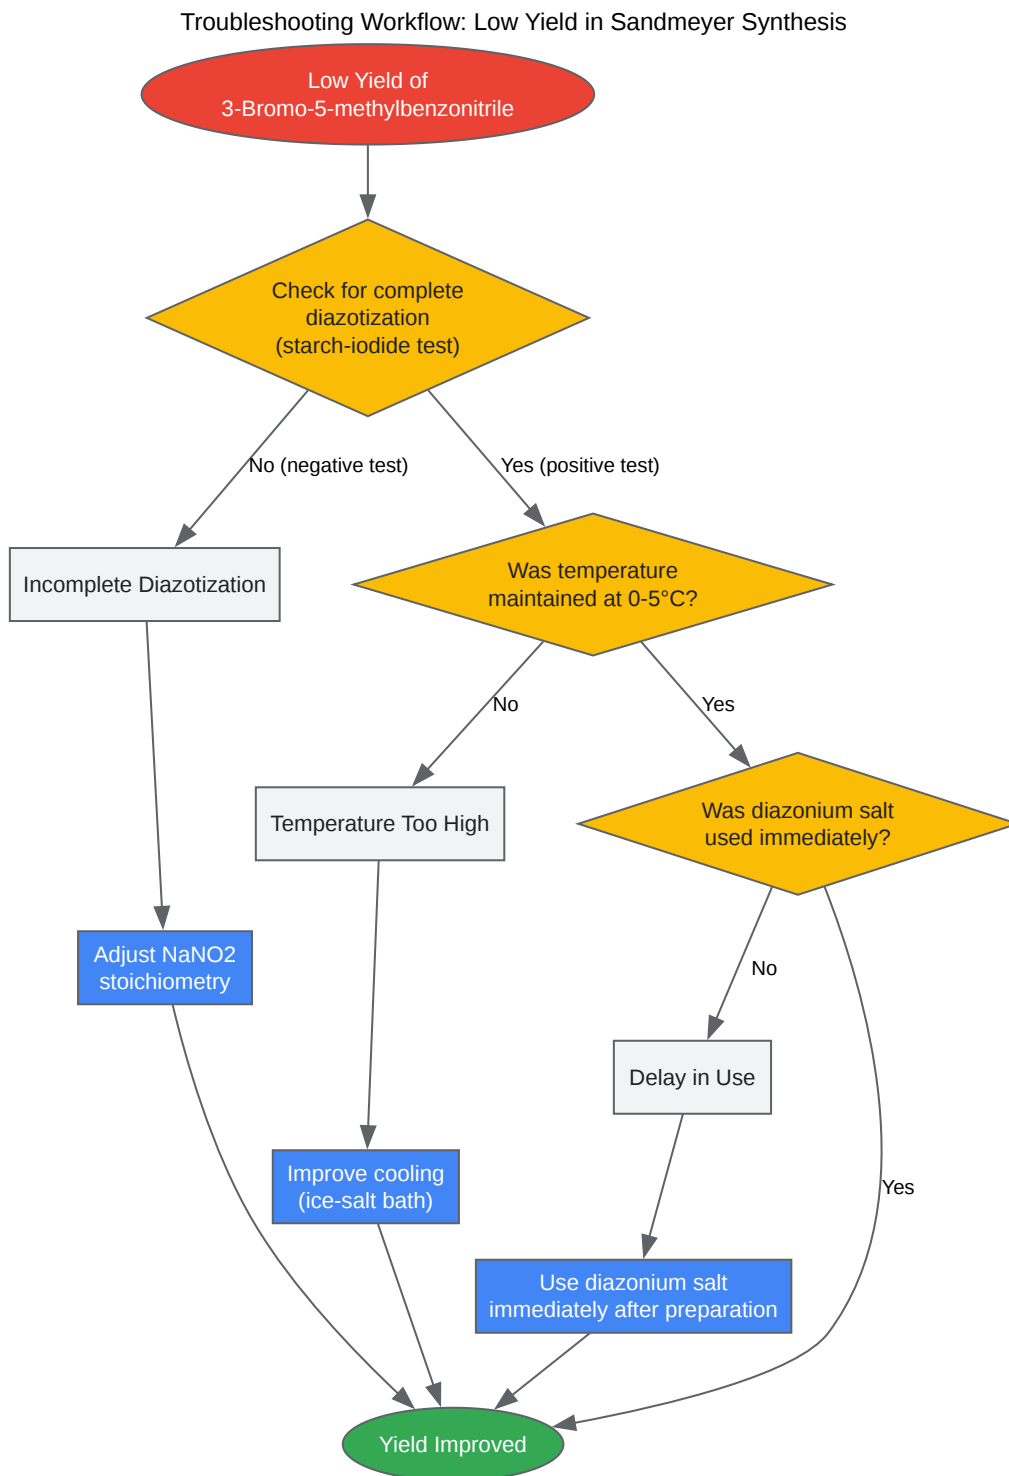 Troubleshooting Workflow: Low Yield in Sandmeyer Synthesis
Low Yield of
3-Bromo-5-methylbenzonitrile
Check for complete
diazotization
(starch-iodide test)
No (negative test)
Yes (positive test)
Incomplete Diazotization
Was temperature
maintained at 0-5°C?
No
Yes
Temperature Too High
Was diazonium salt
used immediately?
Adjust NaNO2
stoichiometry
No
Delay in Use
Improve cooling
(ice-salt bath)
Yes
Use diazonium salt
immediately after preparation
Yield Improved